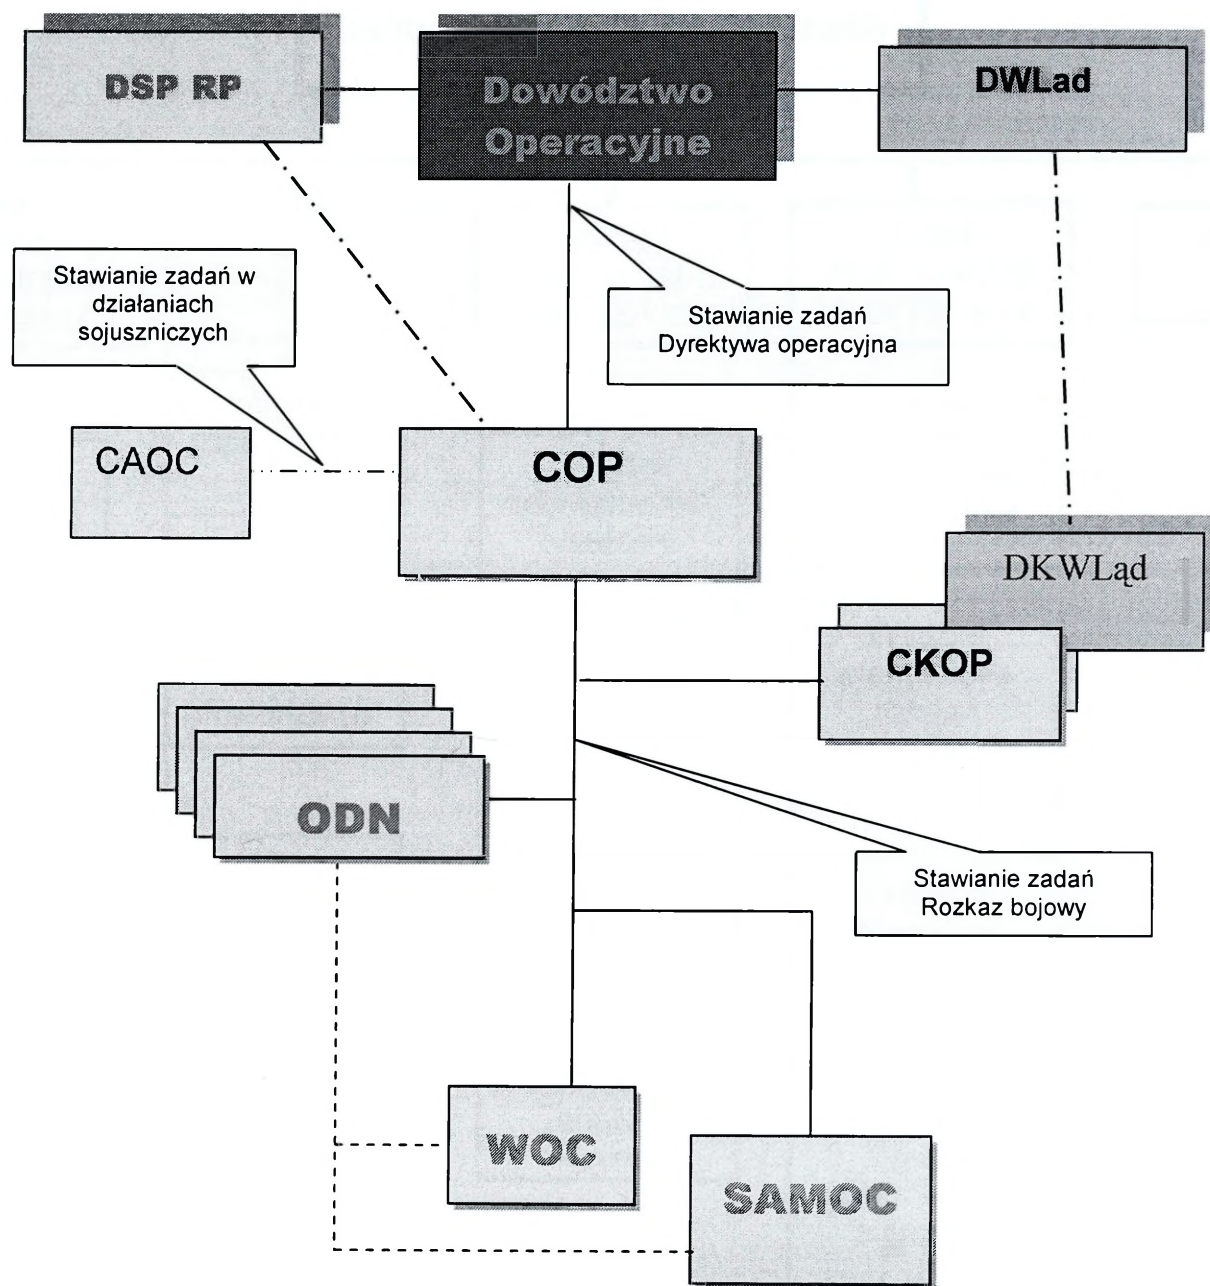 DSP RP
Dowództwo
Operacyjne
DWLad
Stawianie zadań w
działaniach
sojuszniczych
Stawianie zadań
Dyrektywa operacyjna
CAOC
COP
DKWLąd
CKOP
ODN
Stawianie zadań
Rozkaz bojowy
WOC
SAMOC